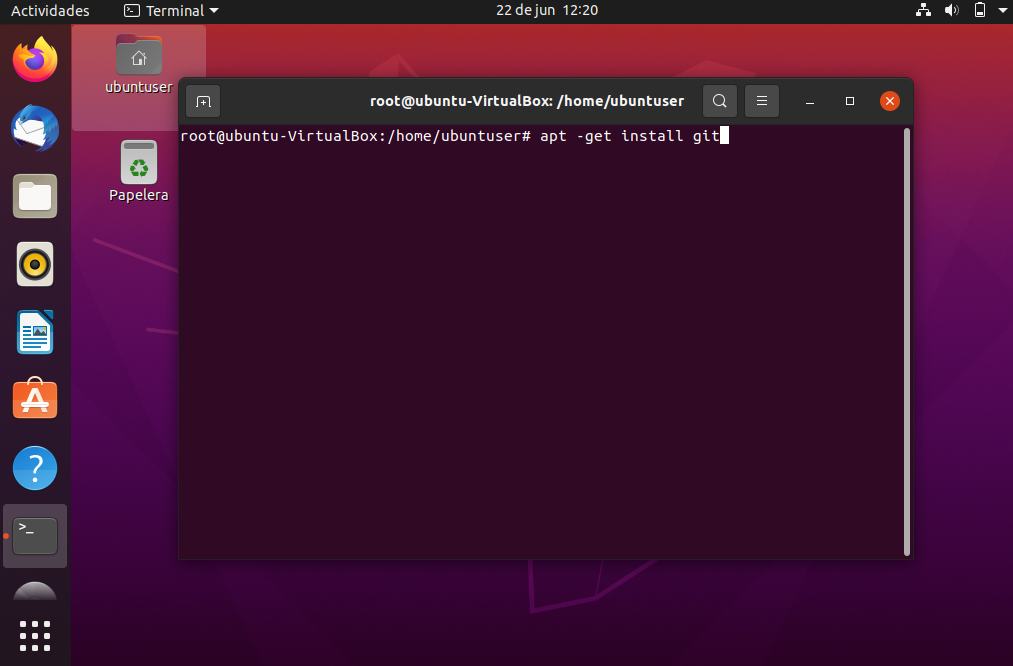 Actividades
Terminal
22 de jun 12:20
ubuntuser
root@ubuntu-VirtualBox: /home/ubuntuser
root@ubuntu-VirtualBox:/home/ubuntuser# apt -get install git
Papelera
>_